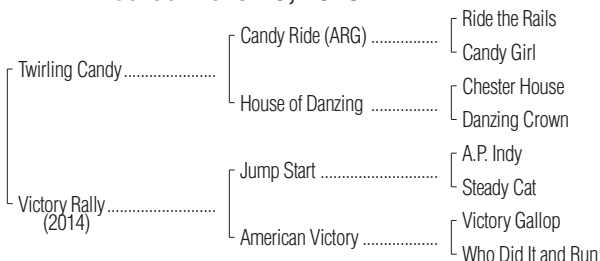 Ride the Rails
Candy Ride (ARG) ................
Candy Girl
Twirling Candy ......................
Chester House
House of Danzing ................
Danzing Crown
A.P. Indy
Jump Start ............................
Steady Cat
Victory Rally ..........................
(2014)
Victory Gallop
American Victory ..................
Who Did It and Run